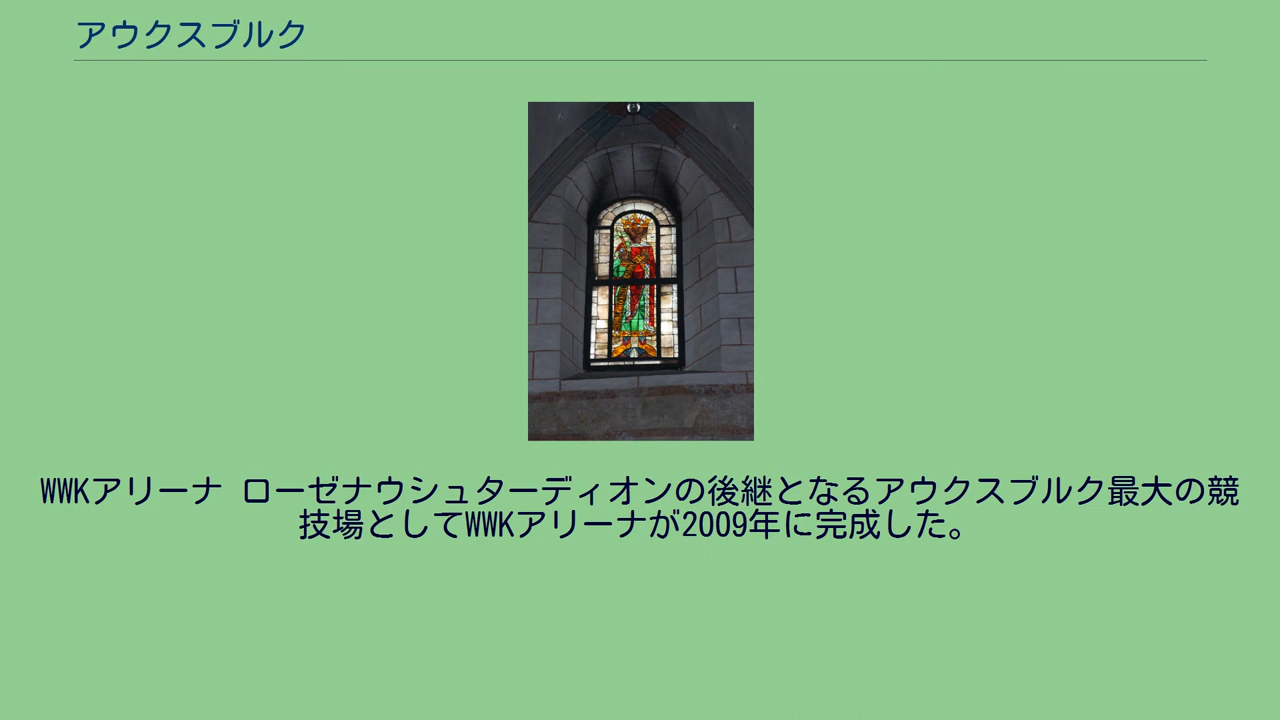 アウクスブルク
WWKアリーナ ローゼナウシュターディオンの後継となるアウクスブルク最大の競
技場としてWWKアリーナが2009年に完成した。